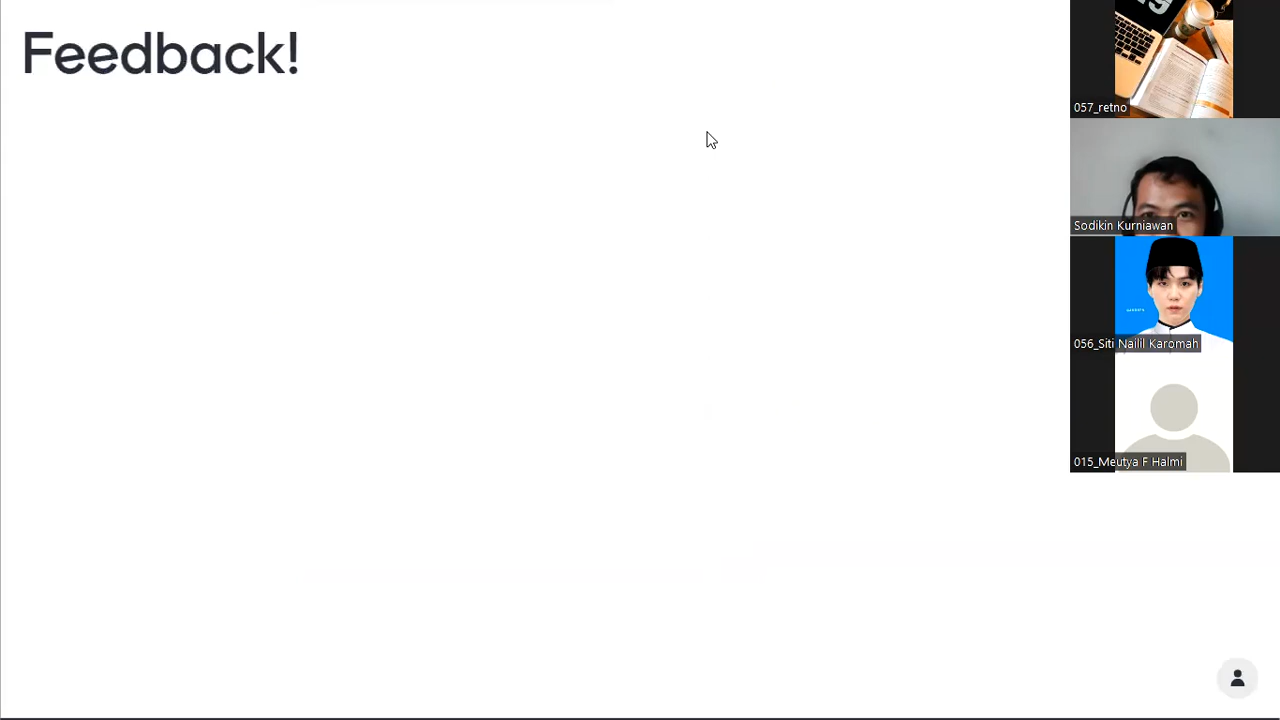 Feedback!
057_retno
Sodikin Kurniawan
056_Siti Nailil Karomah
015_Meutya F Halmi